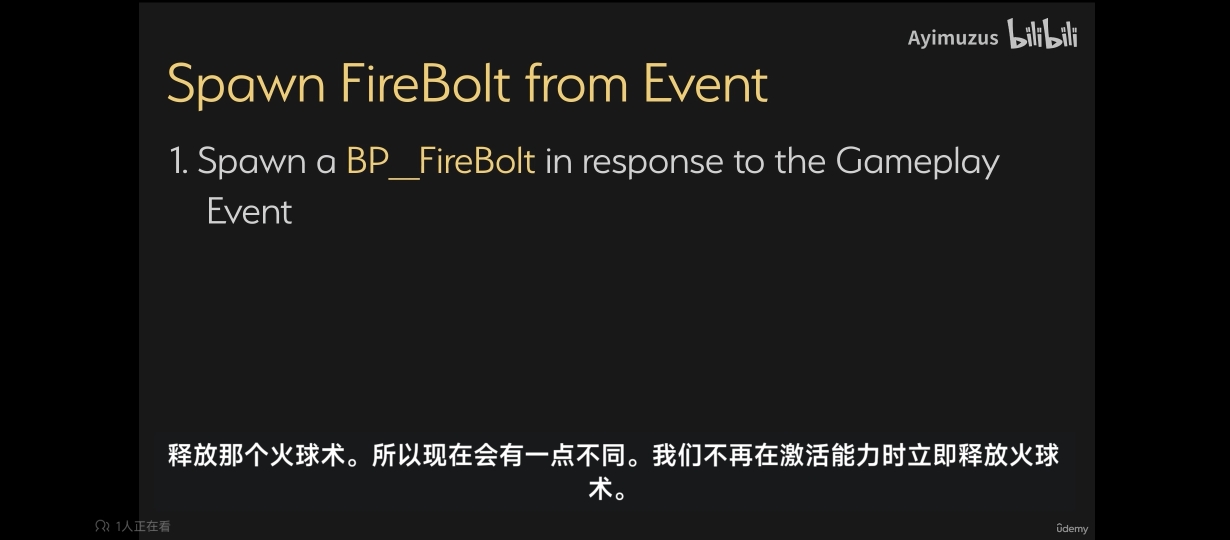 Ayimuzus bilibili
Spawn FireBolt from Event
1. Spawn a BP_FireBolt in response to the Gameplay
Event
释放那个火球术。所以现在会有一点不同。我们不再在激活能力时立即释放火球
术。
1人正在看
udemy